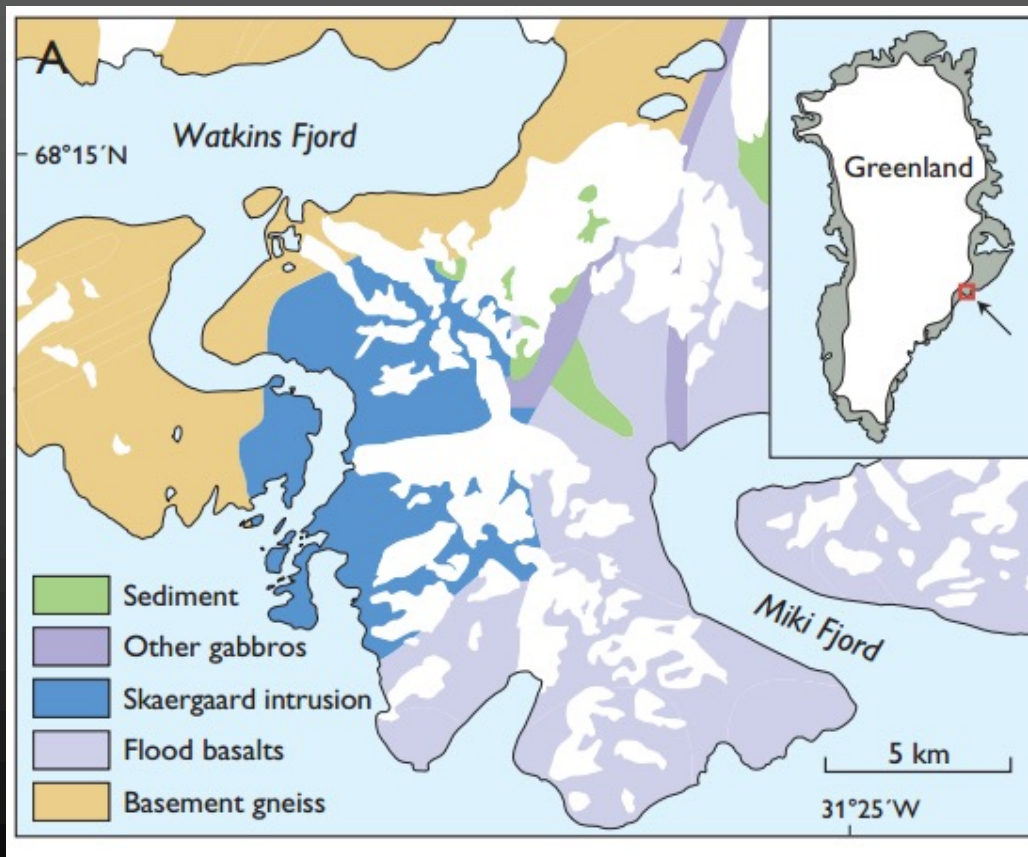 A
Watkins Fjord
68°15´N
Greenland
Sediment
Other gabbros
Skaergaard intrusion
Flood basalts
Basement gneiss
Miki Fjord
5 km
31°25´W